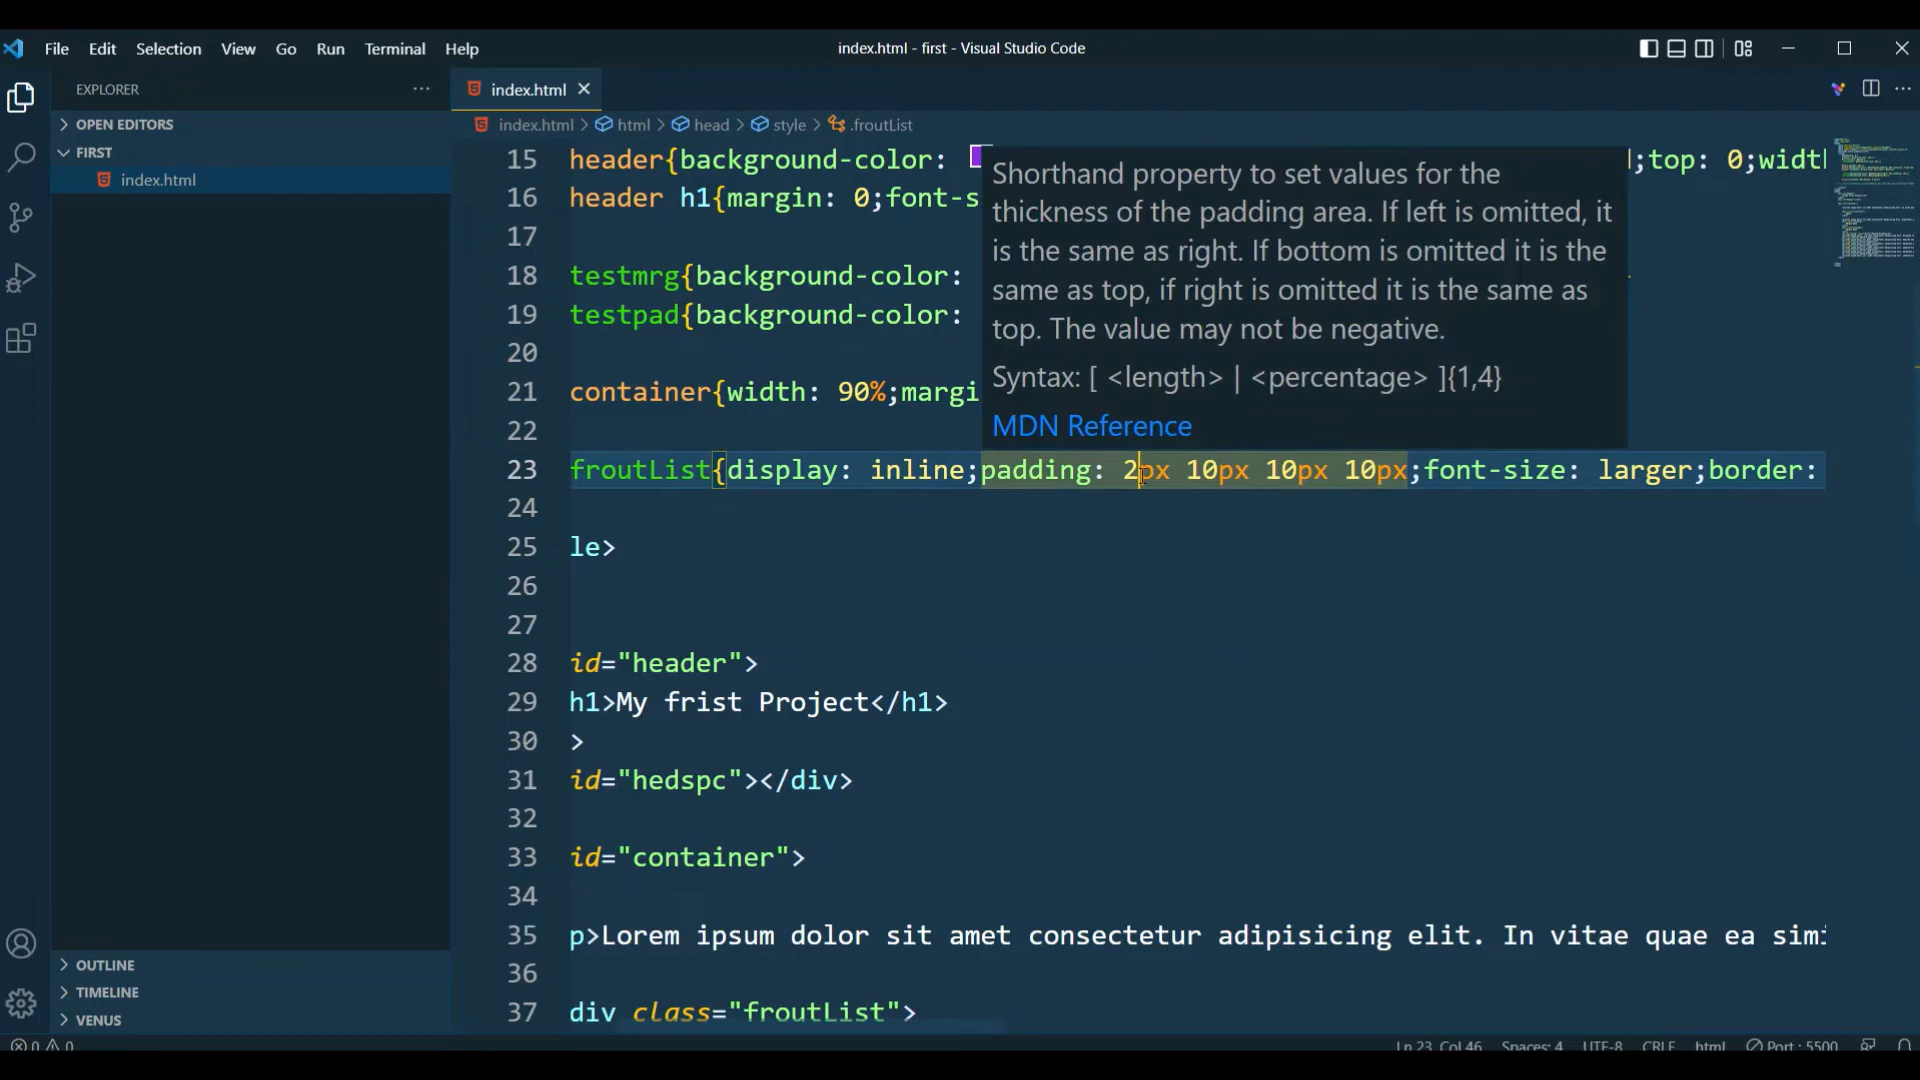 File Edit Selection View Go Run Terminal Help
index.html - first - Visual Studio Code
EXPLORER
OPEN EDITORS
FIRST
index.html
OUTLINE
TIMELINE
VENUS
index.html
index.html > html > head > style > .froutList
15 header{background-color: ;top: 0;width
16 header h1{margin: 0;font-s
17
18 testmrg{background-color:
19 testpad{background-color:
20
21 container{width: 90%;margi
22
Shorthand property to set values for the
thickness of the padding area. If left is omitted, it
is the same as right. If bottom is omitted it is the
same as top, if right is omitted it is the same as
top. The value may not be negative.
Syntax: [ <length> | <percentage> ]{1,4}
MDN Reference
23 froutList{display: inline;padding: 2px 10px 10px 10px;font-size: larger;border:
24
25 le>
26
27
28 id="header">
29 h1>My frist Project</h1>
30 >
31 id="hedspc"></div>
32
33 id="container">
34
35 p>Lorem ipsum dolor sit amet consectetur adipisicing elit. In vitae quae ea simi
36
37 div class="froutList">
0 0 Ln 23, Col 46 Spaces: 4 UTF-8 CRLF html Port : 5500